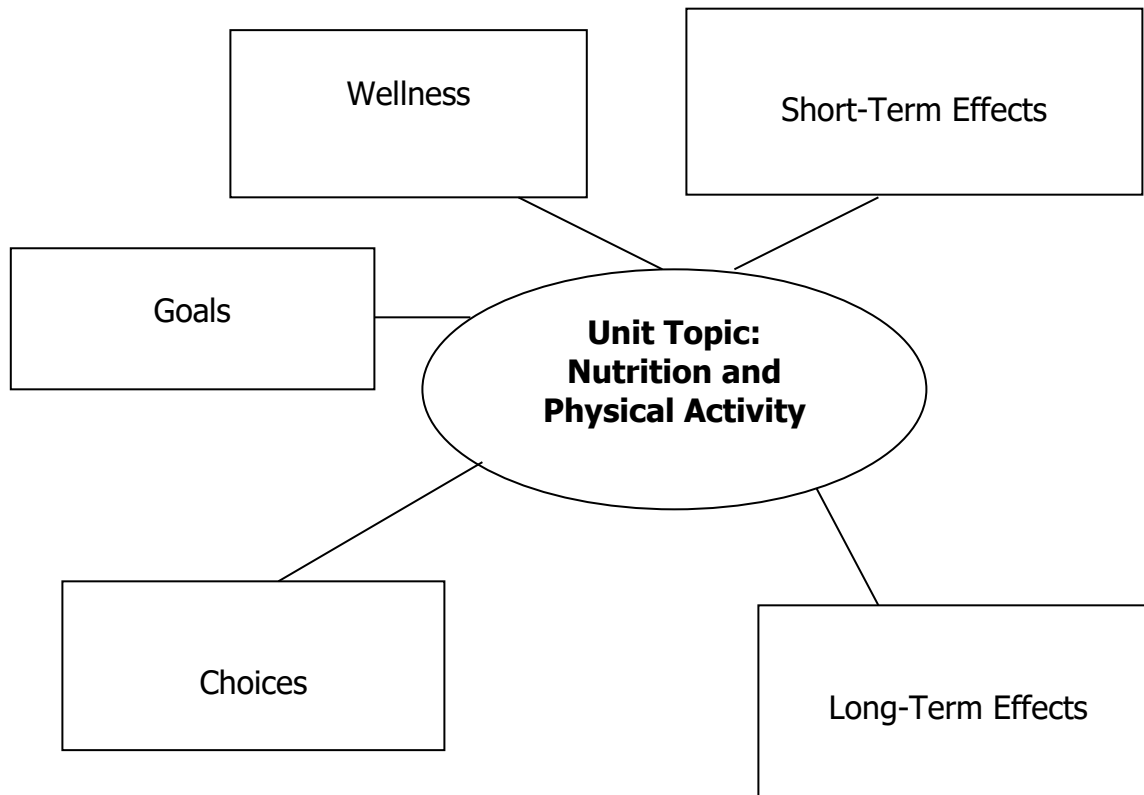 Wellness
Short-Term Effects
Goals
Unit Topic:
Nutrition and
Physical Activity
Choices
Long-Term Effects